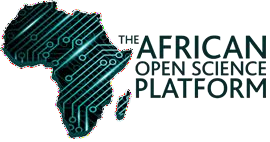 THE AFRICAN
OPEN SCIENCE
PLATFORM